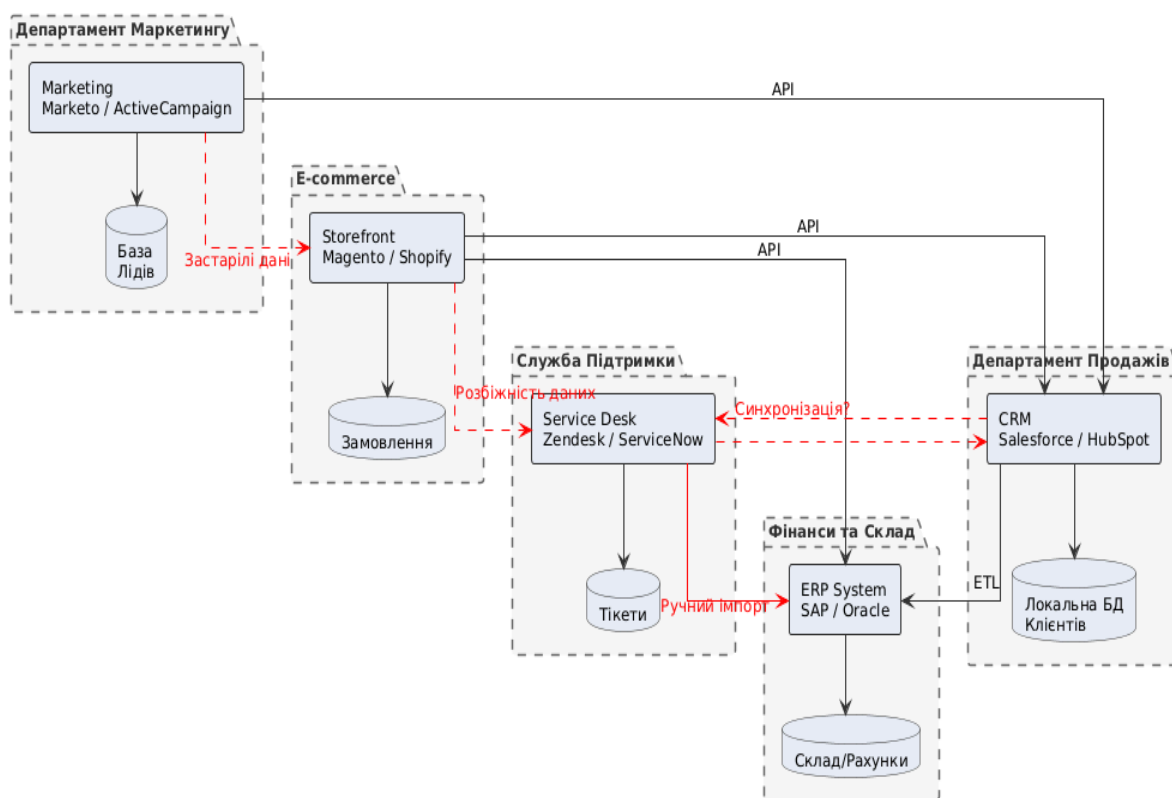 Департамент Маркетингу
Marketing
Marketo / ActiveCampaign
API
База
Лідів
E-commerce
Storefront
Magento / Shopify
API
API
Застарілі дані
Замовлення
Служба Підтримки
Департамент Продажів
Розбіжність даних
Service Desk
Zendesk / ServiceNow
Синхронізація?
CRM
Salesforce / HubSpot
Фінанси та Склад
ERP System
SAP / Oracle
ETL
Локальна БД
Клієнтів
Тікети
Ручний імпорт
Склад/Рахунки